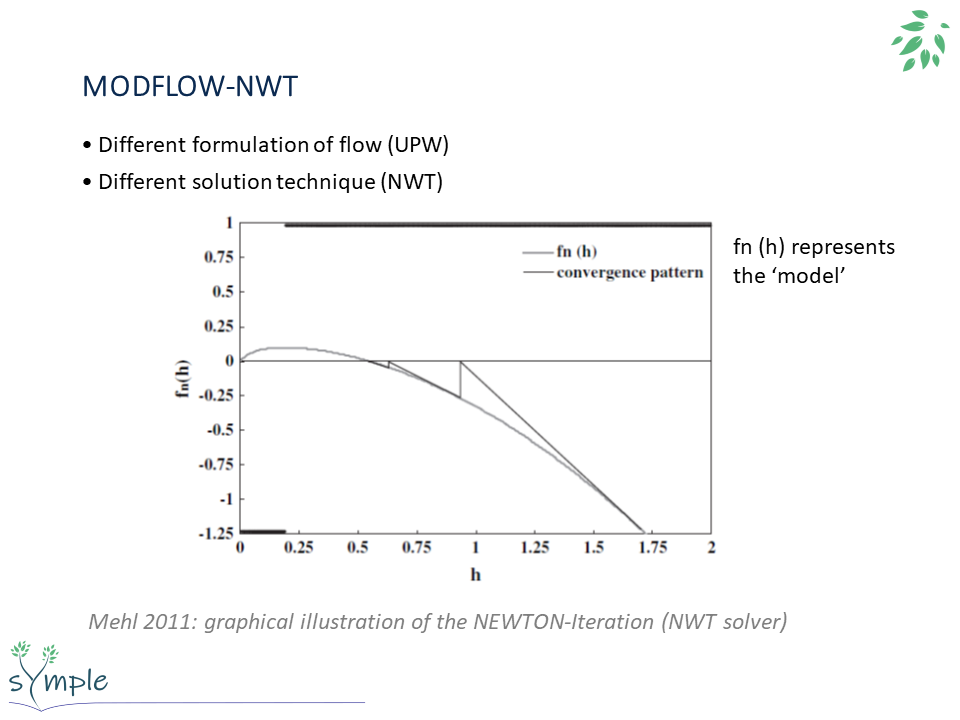 MODFLOW-NWT
• Different formulation of flow (UPW)
• Different solution technique (NWT)
fn (h) represents
the ‘model’
fn (h)
convergence pattern
1
0.75
0.5
0.25
0
-0.25
-0.5
-0.75
-1
-1.25
fn(h)
0 0.25 0.5 0.75 1 1.25 1.5 1.75 2
h
Mehl 2011: graphical illustration of the NEWTON-Iteration (NWT solver)
sYmple